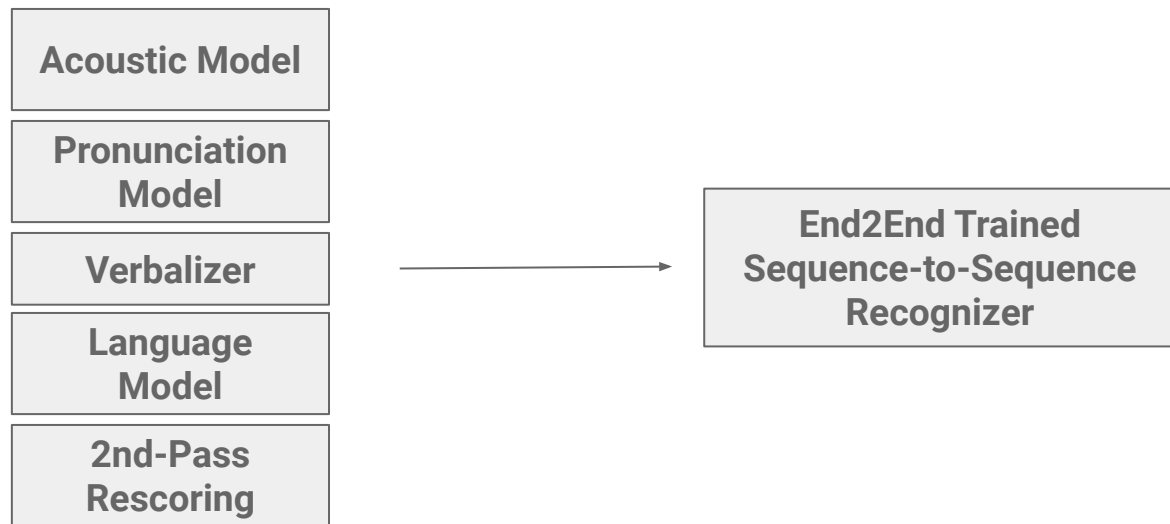 Acoustic Model
Pronunciation
Model
Verbalizer
Language
Model
2nd-Pass
Rescoring
End2End Trained
Sequence-to-Sequence
Recognizer